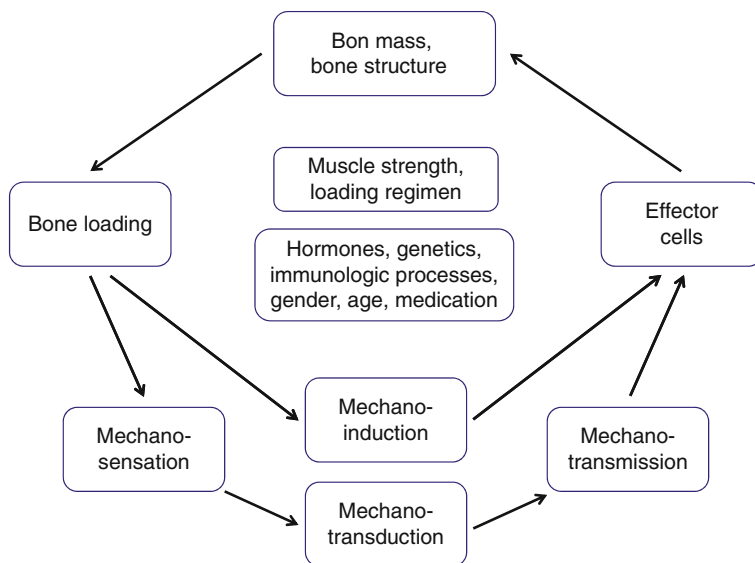 Bon mass,
bone structure
Muscle strength,
loading regimen
Bone loading
Effector
cells
Hormones, genetics,
immunologic processes,
gender, age, medication
Mechano-
induction
Mechano-
sensation
Mechano-
transmission
Mechano-
transduction